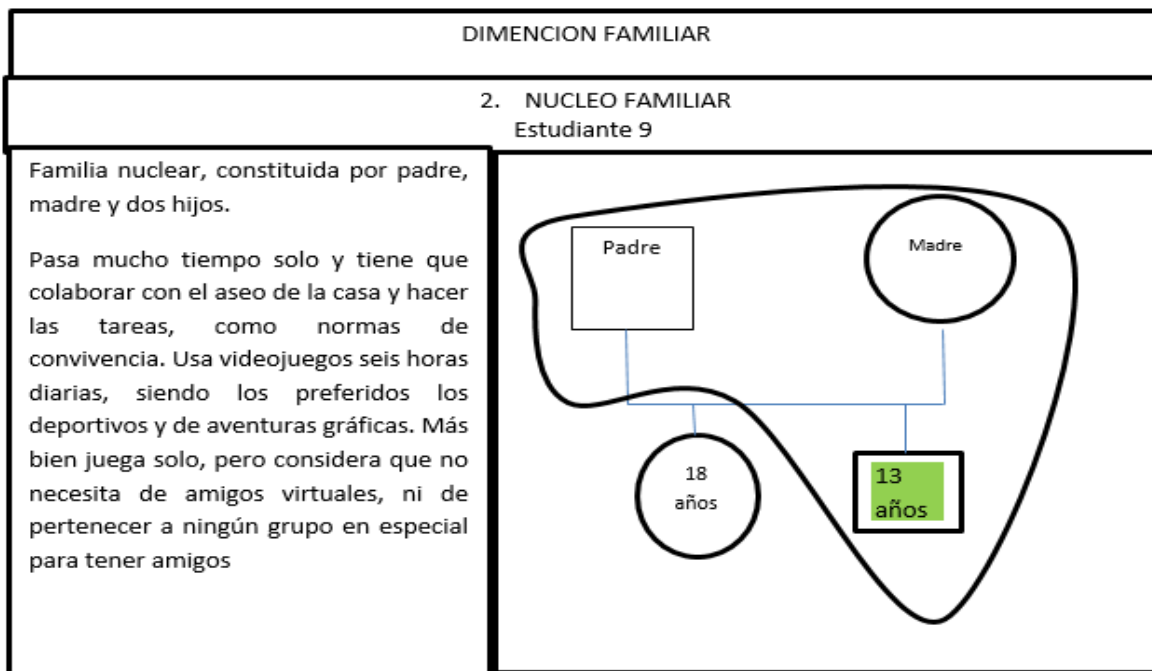 DIMENCION FAMILIAR
2. NUCLEO FAMILIAR
Estudiante 9
Familia nuclear, constituida por padre,
madre y dos hijos.
Pasa mucho tiempo solo y tiene que
colaborar con el aseo de la casa y hacer
las tareas, como normas de
convivencia. Usa videojuegos seis horas
diarias, siendo los preferidos los
deportivos y de aventuras gráficas. Más
bien juega solo, pero considera que no
necesita de amigos virtuales, ni de
pertenecer a ningún grupo en especial
para tener amigos
Padre
Madre
18
años
13
años